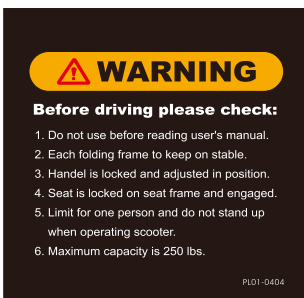 WARNING
Before driving please check:
1. Do not use before reading user's manual.
2. Each folding frame to keep on stable.
3. Handel is locked and adjusted in position.
4. Seat is locked on seat frame and engaged.
5. Limit for one person and do not stand up
when operating scooter.
6. Maximum capacity is 250 lbs.
PL01-0404